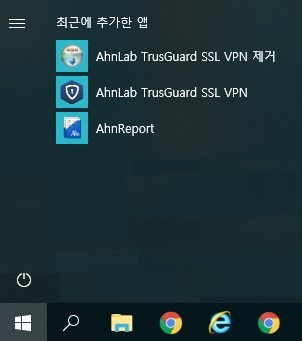 최근에 추가한 앱
AhnLab TrusGuard SSL VPN 제거
AhnLab TrusGuard SSL VPN
AhnReport